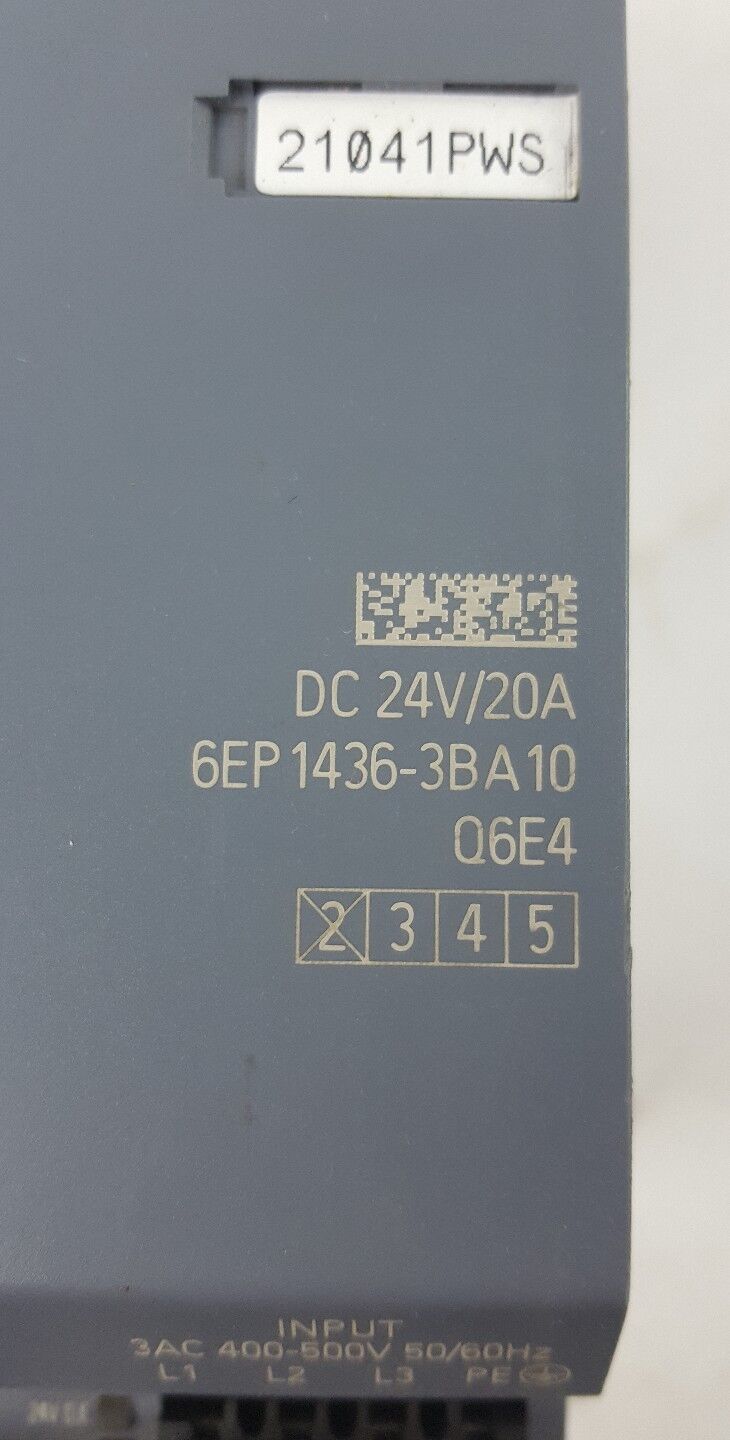 21041PWS
DC 24V/20A
6EP1436-3BA10
Q6E4
2 3 4 5
INPUT
3AC 400-500V 50/60Hz
L1 L2 L3 PE